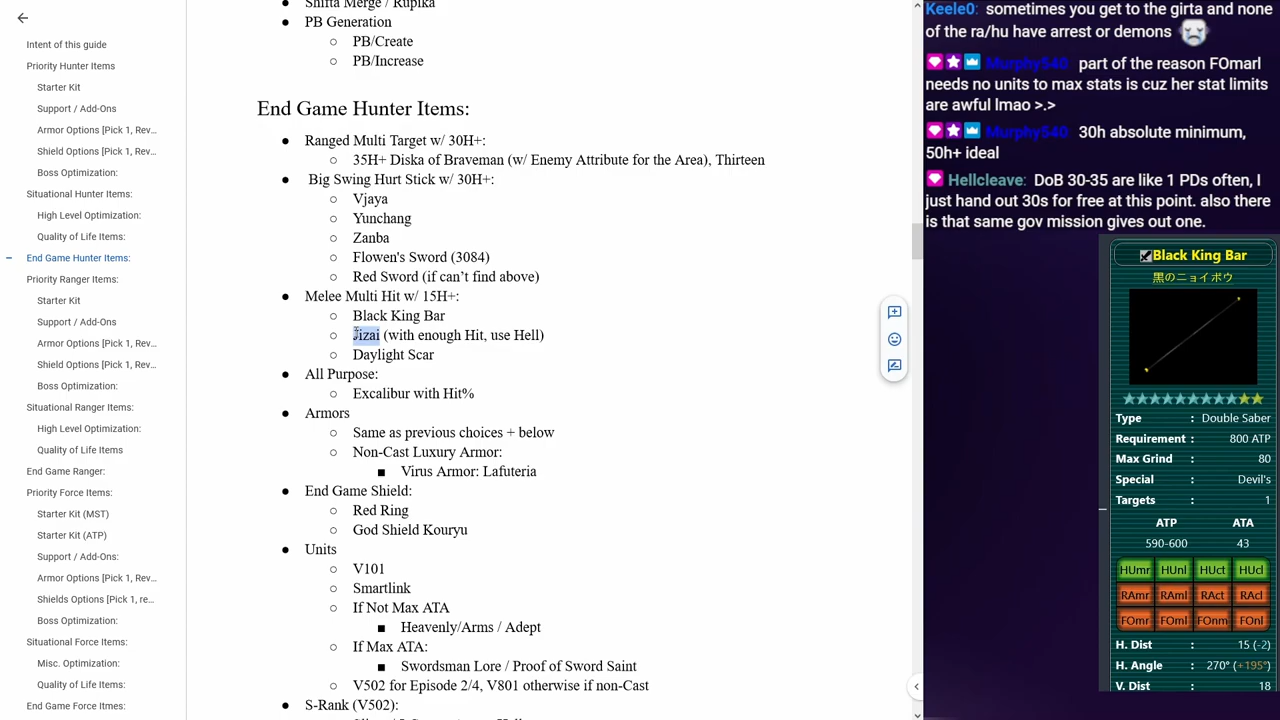 Intent of this guide
Priority Hunter Items
Starter Kit
Support / Add-Ons
Armor Options [Pick 1, Rev...
Shield Options [Pick 1, Rev...
Boss Optimization:
Situational Hunter Items:
High Level Optimization:
Quality of Life Items:
End Game Hunter Items:
Priority Ranger Items:
Starter Kit
Support / Add-Ons:
Armor Options [Pick 1, Rev...
Shield Options [Pick 1, Rev...
Boss Optimization:
Situational Ranger Items:
High Level Optimization:
Quality of Life Items
End Game Ranger:
Priority Force Items:
Starter Kit (MST)
Starter Kit (ATP)
Support / Add-Ons:
Armor Options [Pick 1, Rev...
Shields Options [Pick 1, re...
Boss Optimization:
Situational Force Items:
Misc. Optimization:
Quality of Life Items:
End Game Force Itmes:
Shifta Merge / Rupika
PB Generation
PB/Create
PB/Increase
End Game Hunter Items:
Ranged Multi Target w/ 30H+:
35H+ Diska of Braveman (w/ Enemy Attribute for the Area), Thirteen
Big Swing Hurt Stick w/ 30H+:
Vjaya
Yunchang
Zanba
Flowen's Sword (3084)
Red Sword (if can't find above)
Melee Multi Hit w/ 15H+:
Black King Bar
Jizai (with enough Hit, use Hell)
Daylight Scar
All Purpose:
Excalibur with Hit%
Armors
Same as previous choices + below
Non-Cast Luxury Armor:
Virus Armor: Lafuteria
End Game Shield:
Red Ring
God Shield Kouryu
Units
V101
Smartlink
If Not Max ATA
Heavenly/Arms / Adept
If Max ATA:
Swordsman Lore / Proof of Sword Saint
V502 for Episode 2/4, V801 otherwise if non-Cast
S-Rank (V502):
Keele0: sometimes you get to the girta and none
of the ra/hu have arrest or demons
Murphy540: part of the reason FOmarl
needs no units to max stats is cuz her stat limits
are awful lmao >.>
Murphy540: 30h absolute minimum,
50h+ ideal
Hellcleave: DoB 30-35 are like 1 PDs often, I
just hand out 30s for free at this point. also there
is that same gov mission gives out one.
Black King Bar
黒のニョイボウ
Type : Double Saber
Requirement : 800 ATP
Max Grind : 80
Special : Devil's
Targets : 1
ATP ATA
590-600 43
HUmr HUnl HUct HUcl
RAmr RAml RAct RAcl
FOmr FOml FOnm FOnl
H. Dist : 15 (-2)
H. Angle : 270° (+195°)
V. Dist : 18